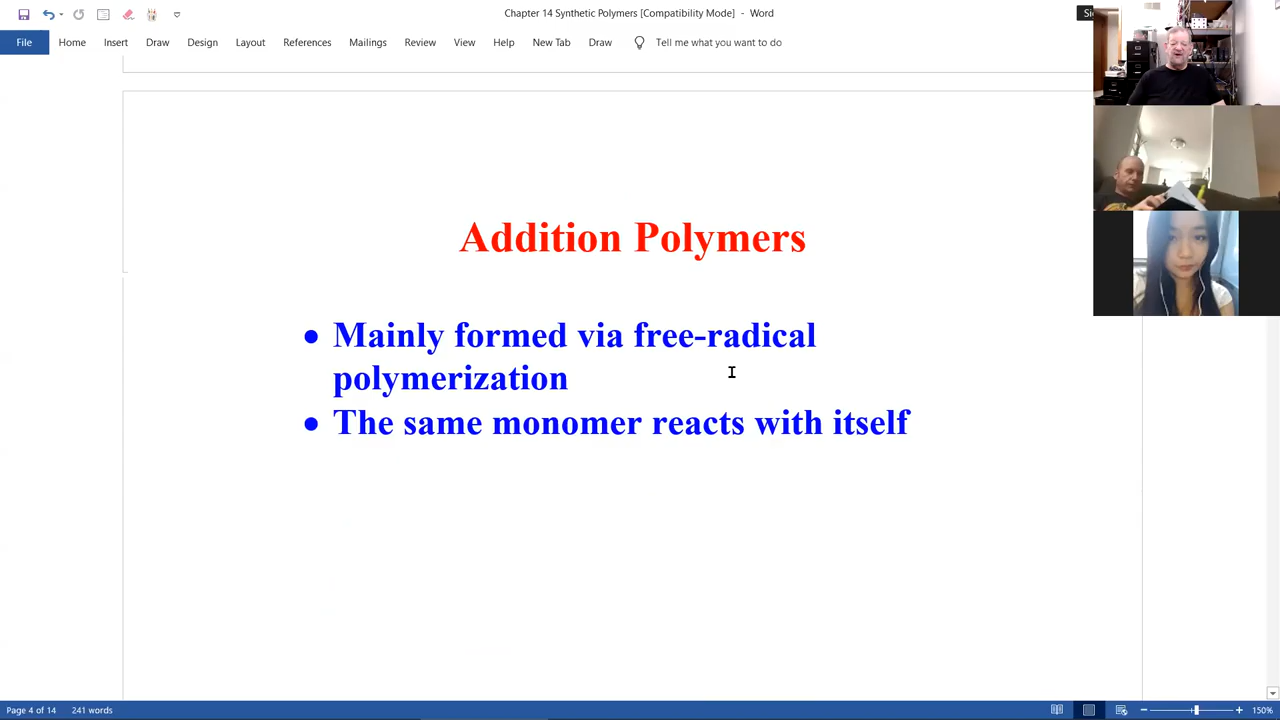 Chapter 14 Synthetic Polymers [Compatibility Mode] - Word
File Home Insert Draw Design Layout References Mailings Review View Help New Tab Draw Tell me what you want to do
Addition Polymers
• Mainly formed via free-radical
polymerization
• The same monomer reacts with itself
Page 4 of 14 241 words 150%